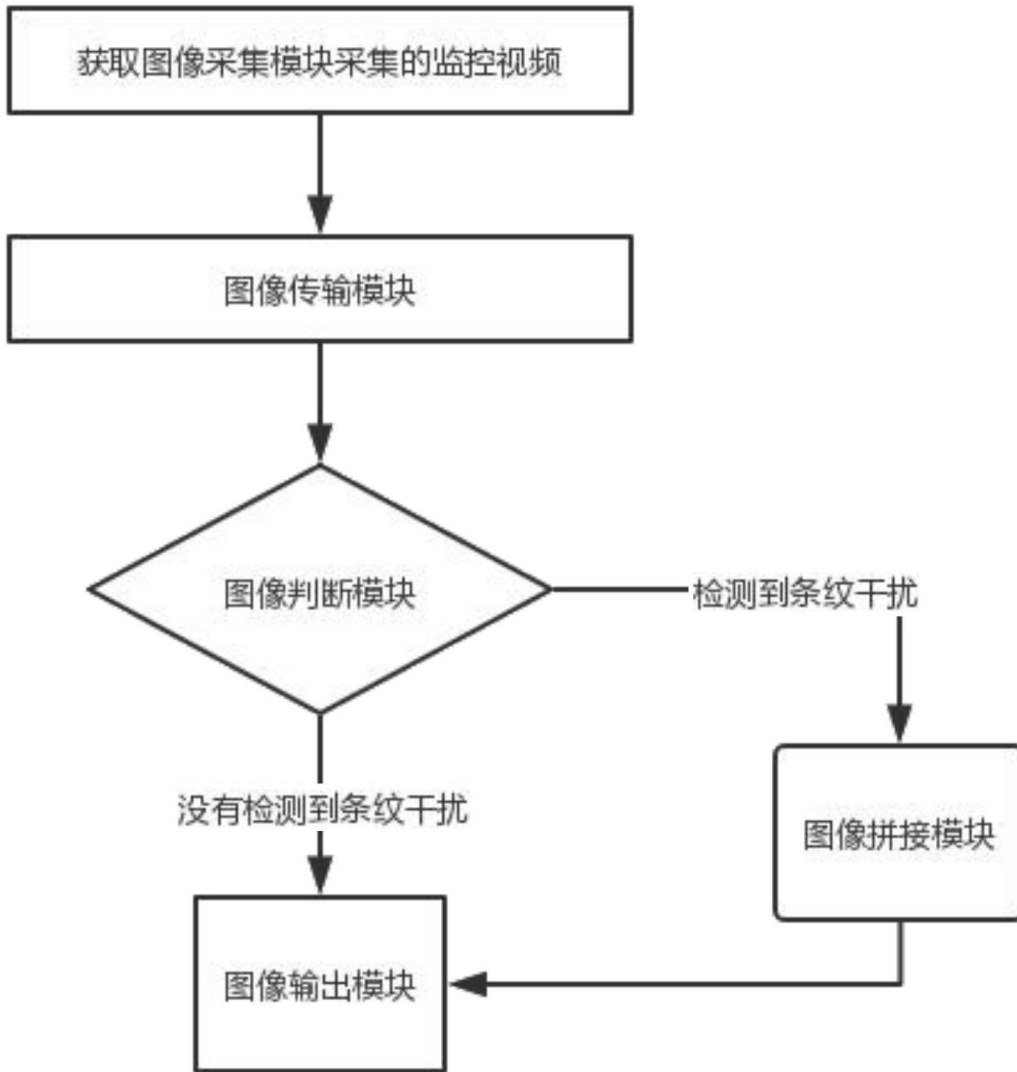 获取图像采集模块采集的监控视频
图像传输模块
图像判断模块
检测到条纹干扰
没有检测到条纹干扰
图像拼接模块
图像输出模块